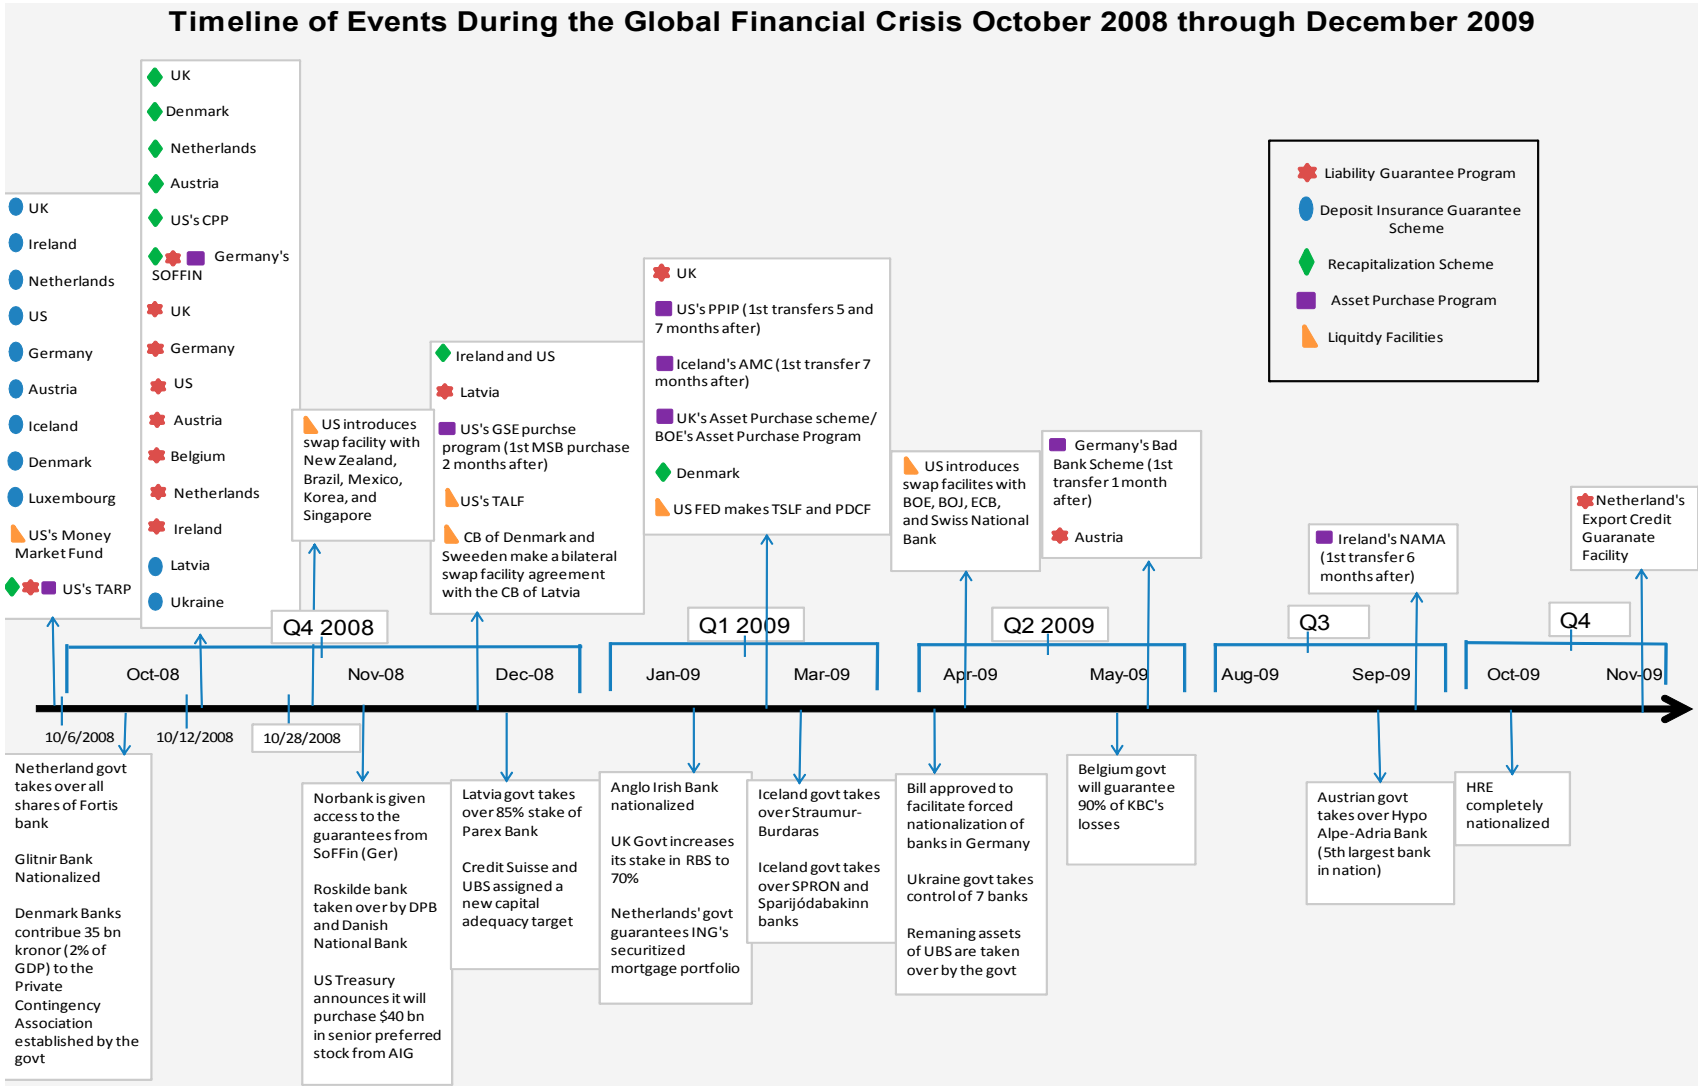 Timeline of Events During the Global Financial Crisis October 2008 through December 2009
UK
Ireland
Netherlands
US
Germany
Austria
Iceland
Denmark
Luxembourg
US's Money
Market Fund
US's TARP
UK
Denmark
Netherlands
Austria
US's CPP
Germany's
SOFFIN
UK
Germany
US
Austria
Belgium
Netherlands
Ireland
Latvia
Ukraine
US introduces
swap facility with
New Zealand,
Brazil, Mexico,
Korea, and
Singapore
Ireland and US
Latvia
US's GSE purchse
program (1st MSB purchase
2 months after)
US's TALF
CB of Denmark and
Sweeden make a bilateral
swap facility agreement
with the CB of Latvia
UK
US's PPIP (1st transfers 5 and
7 months after)
Iceland's AMC (1st transfer 7
months after)
UK's Asset Purchase scheme/
BOE's Asset Purchase Program
Denmark
US FED makes TSLF and PDCF
US introduces
swap facilites with
BOE, BOJ, ECB,
and Swiss National
Bank
Germany's Bad
Bank Scheme (1st
transfer 1 month
after)
Austria
Ireland's NAMA
(1st transfer 6
months after)
Netherland's
Export Credit
Guaranate
Facility
Liability Guarantee Program
Deposit Insurance Guarantee
Scheme
Recapitalization Scheme
Asset Purchase Program
Liquitdy Facilities
Q4 2008
Q1 2009
Q2 2009
Q3
Q4
Oct-08
Nov-08
Dec-08
Jan-09
Mar-09
Apr-09
May-09
Aug-09
Sep-09
Oct-09
Nov-09
10/6/2008
10/12/2008
10/28/2008
Netherland govt
takes over all
shares of Fortis
bank
Glitnir Bank
Nationalized
Denmark Banks
contribue 35 bn
kronor (2% of
GDP) to the
Private
Contingency
Association
established by the
govt
Norbank is given
access to the
guarantees from
SoFFin (Ger)
Roskilde bank
taken over by DPB
and Danish
National Bank
US Treasury
announces it will
purchase $40 bn
in senior preferred
stock from AIG
Latvia govt takes
over 85% stake of
Parex Bank
Credit Suisse and
UBS assigned a
new capital
adequacy target
Anglo Irish Bank
nationalized
UK Govt increases
its stake in RBS to
70%
Netherlands' govt
guarantees ING's
securitized
mortgage portfolio
Iceland govt takes
over Straumur-
Burdaras
Iceland govt takes
over SPRON and
Sparijódabakinn
banks
Bill approved to
facilitate forced
nationalization of
banks in Germany
Ukraine govt takes
control of 7 banks
Remaning assets
of UBS are taken
over by the govt
Belgium govt
will guarantee
90% of KBC's
losses
Austrian govt
takes over Hypo
Alpe-Adria Bank
(5th largest bank
in nation)
HRE
completely
nationalized